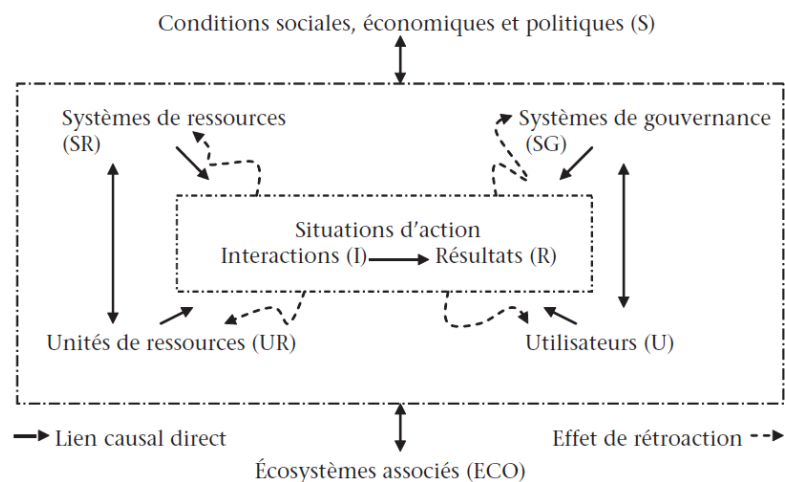 Conditions sociales, économiques et politiques (S)
Systèmes de ressources
(SR)
Systèmes de gouvernance
(SG)
Situations d’action
Interactions (I)
Résultats (R)
Unités de ressources (UR)
Utilisateurs (U)
Lien causal direct
Effet de rétroaction
Écosystèmes associés (ECO)